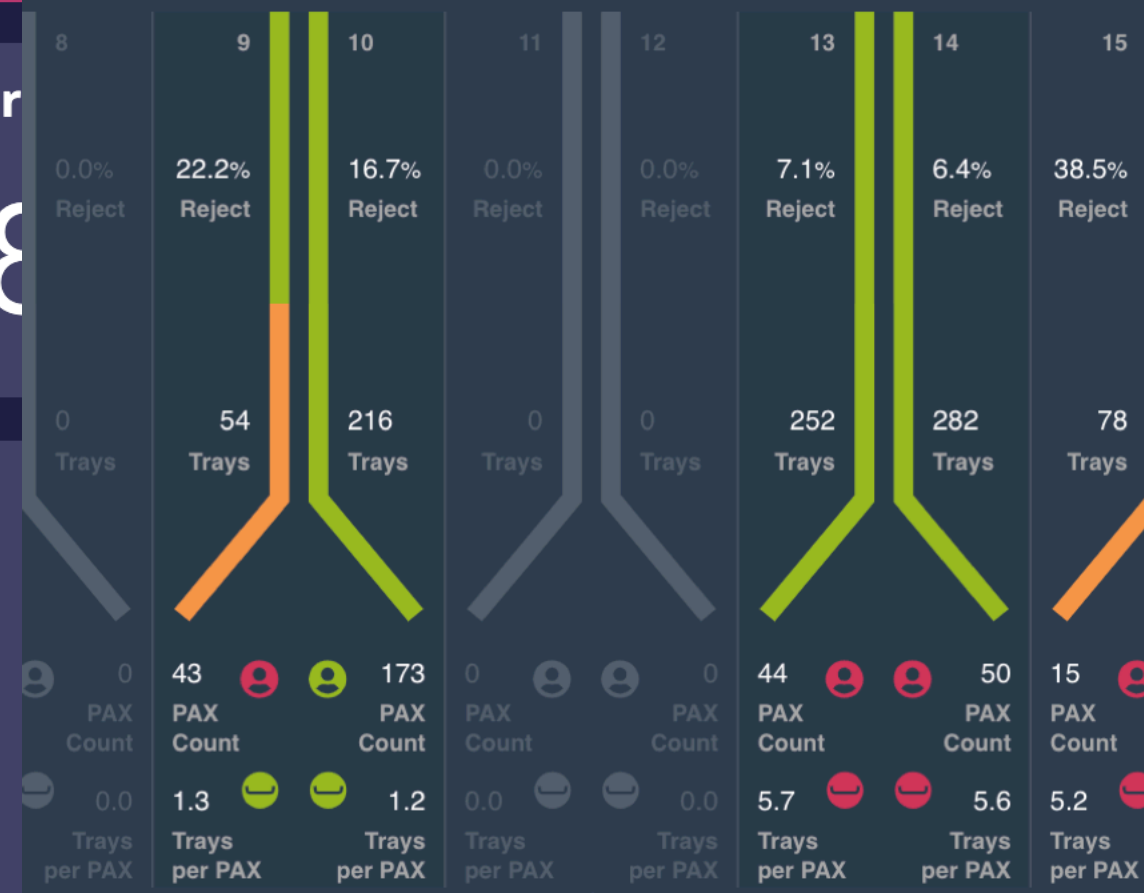 8 9 10 11 12 13 14 15
r
0.0% 22.2% 16.7% 0.0% 0.0% 7.1% 6.4% 38.5%
Reject Reject Reject Reject Reject Reject Reject Reject
8
0 54 216 0 0 252 282 78
Trays Trays Trays Trays Trays Trays Trays Trays
0 43 173 0 0 44 50 15
PAX PAX PAX PAX PAX PAX PAX PAX
Count Count Count Count Count Count Count Count
0.0 1.3 1.2 0.0 0.0 5.7 5.6 5.2
Trays Trays Trays Trays Trays Trays Trays Trays
per PAX per PAX per PAX per PAX per PAX per PAX per PAX per PAX